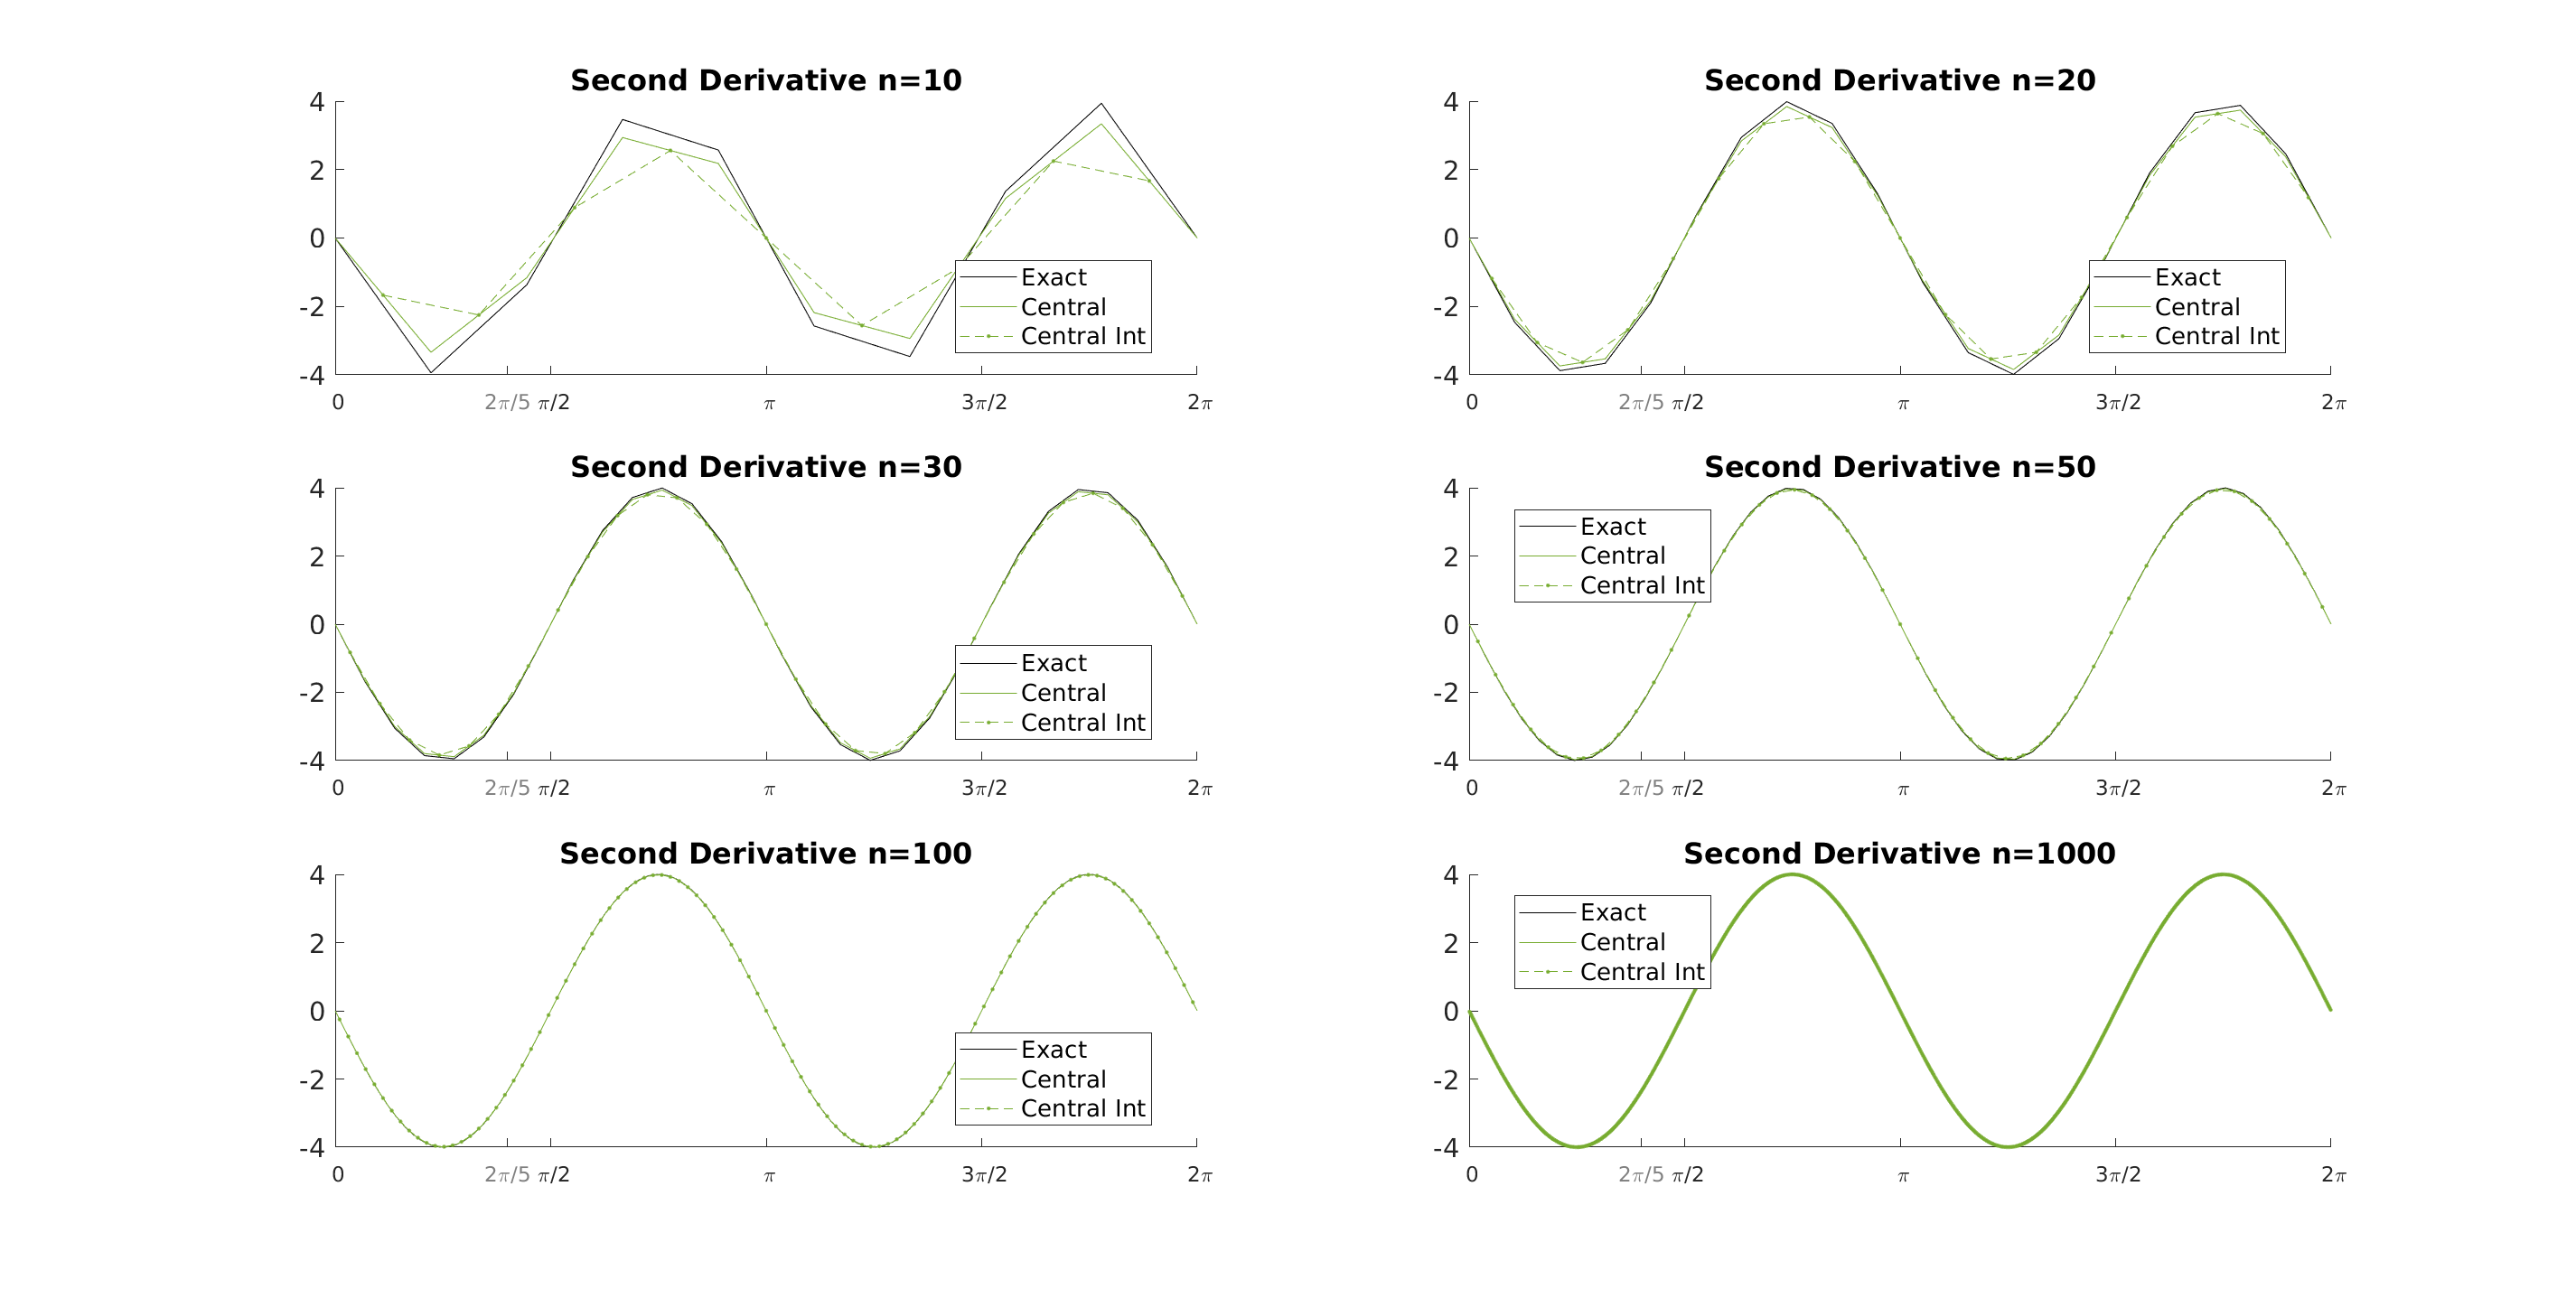 Second Derivative n=10
4
2
0
-2
-4
0 2π/5 π/2 π 3π/2 2π
Exact
Central
Central Int
Second Derivative n=20
4
2
0
-2
-4
0 2π/5 π/2 π 3π/2 2π
Exact
Central
Central Int
Second Derivative n=30
4
2
0
-2
-4
0 2π/5 π/2 π 3π/2 2π
Exact
Central
Central Int
Second Derivative n=50
4
2
0
-2
-4
0 2π/5 π/2 π 3π/2 2π
Exact
Central
Central Int
Second Derivative n=100
4
2
0
-2
-4
0 2π/5 π/2 π 3π/2 2π
Exact
Central
Central Int
Second Derivative n=1000
4
2
0
-2
-4
0 2π/5 π/2 π 3π/2 2π
Exact
Central
Central Int